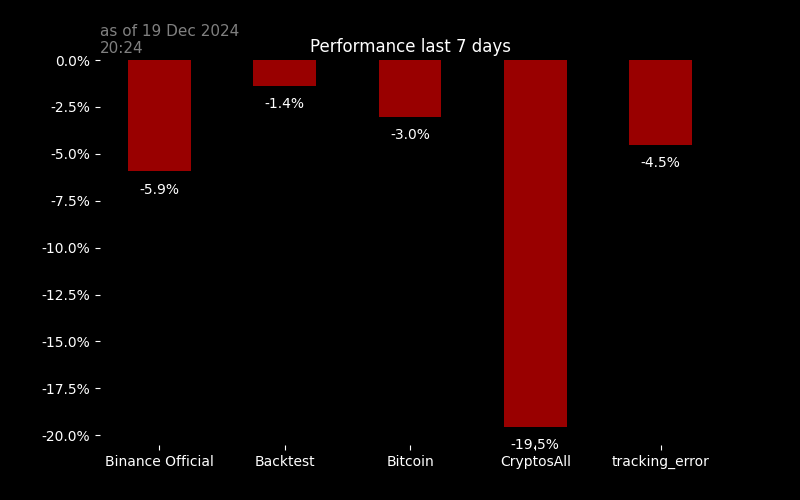 as of 19 Dec 2024
20:24
Performance last 7 days
0.0%
-2.5%
-5.0%
-7.5%
-10.0%
-12.5%
-15.0%
-17.5%
-20.0%
-5.9%
-1.4%
-3.0%
-19.5%
-4.5%
Binance Official
Backtest
Bitcoin
CryptosAll
tracking_error